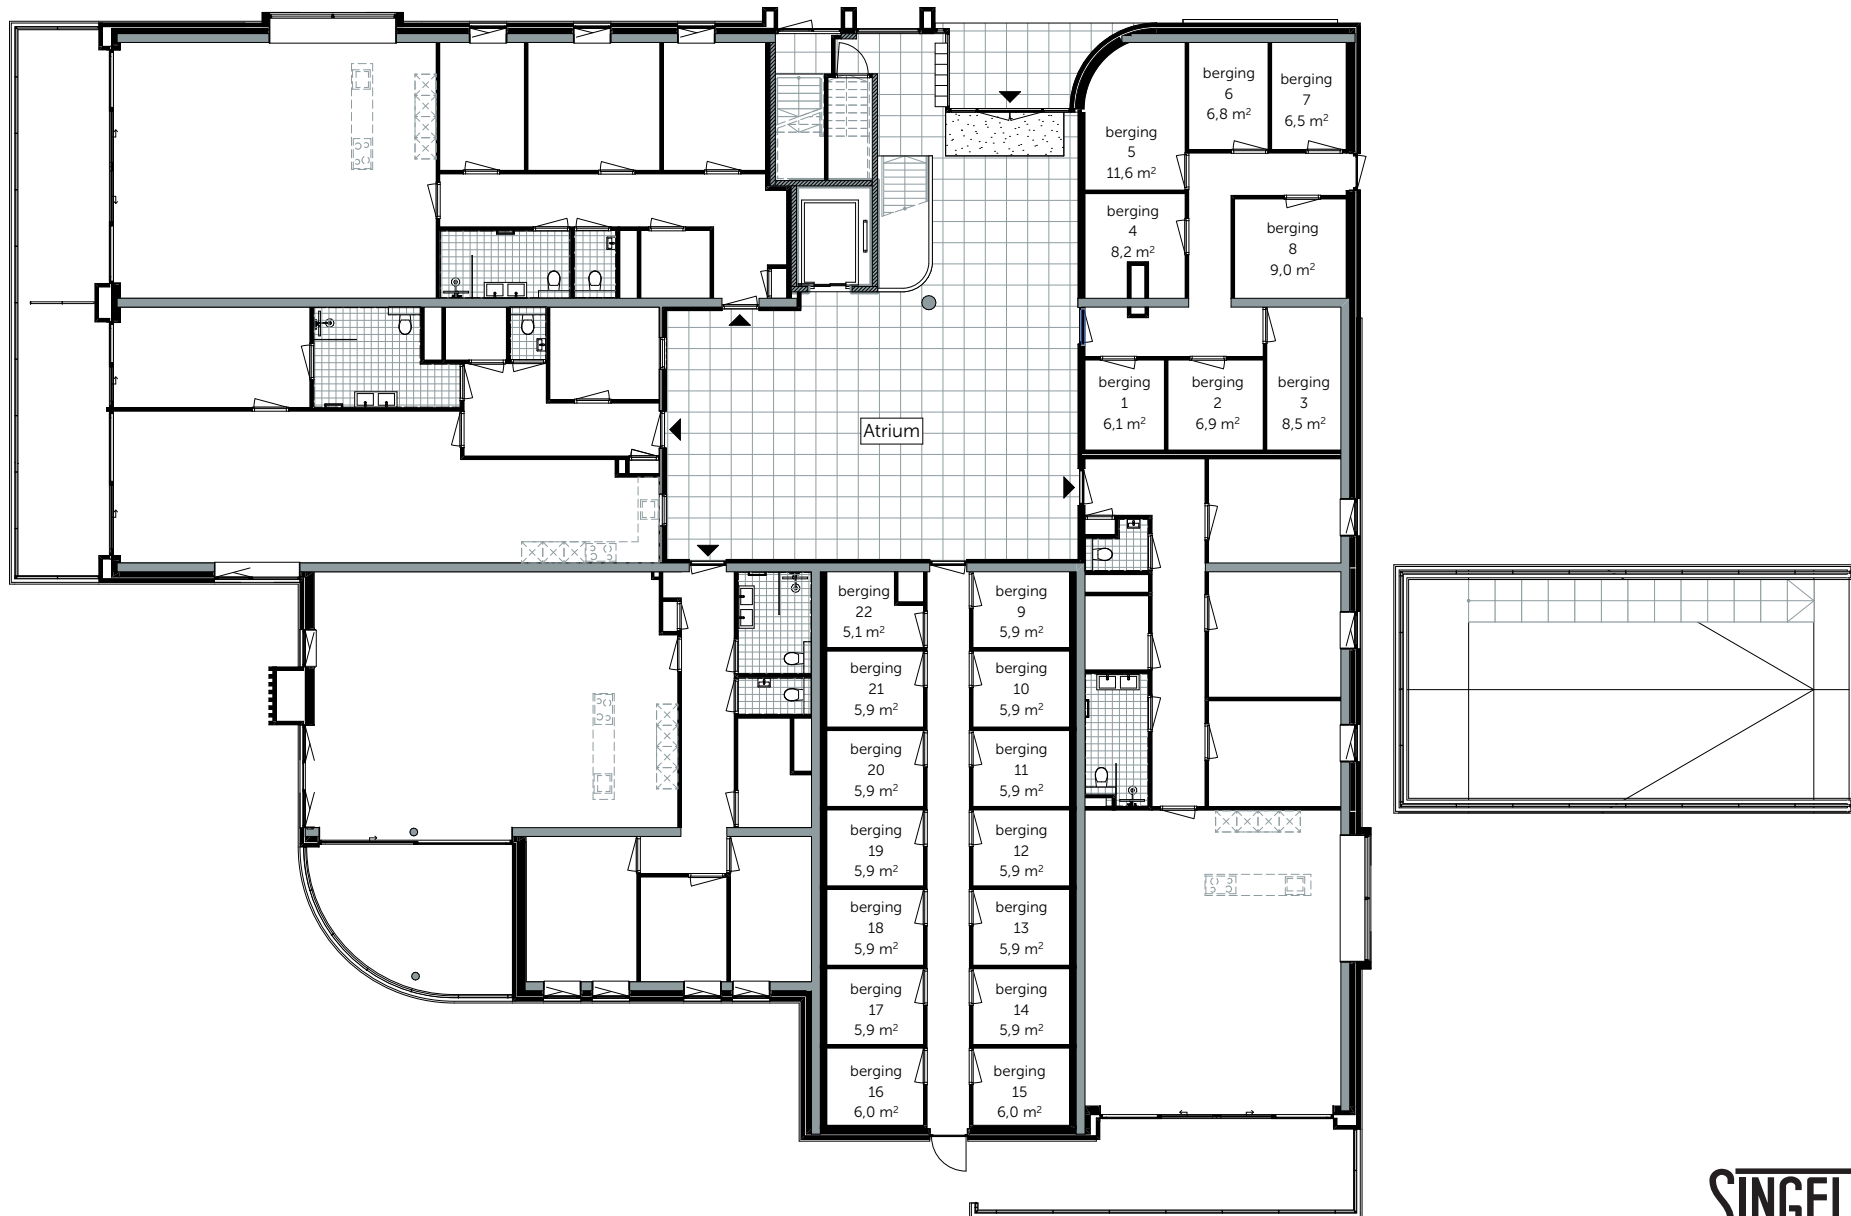 berging
6
6,8 m²
berging
7
6,5 m²
berging
5
11,6 m²
berging
4
8,2 m²
berging
8
9,0 m²
berging
1
6,1 m²
berging
2
6,9 m²
berging
3
8,5 m²
Atrium
berging
22
5,1 m²
berging
9
5,9 m²
berging
21
5,9 m²
berging
10
5,9 m²
berging
20
5,9 m²
berging
11
5,9 m²
berging
19
5,9 m²
berging
12
5,9 m²
berging
18
5,9 m²
berging
13
5,9 m²
berging
17
5,9 m²
berging
14
5,9 m²
berging
16
6,0 m²
berging
15
6,0 m²
SINGEL